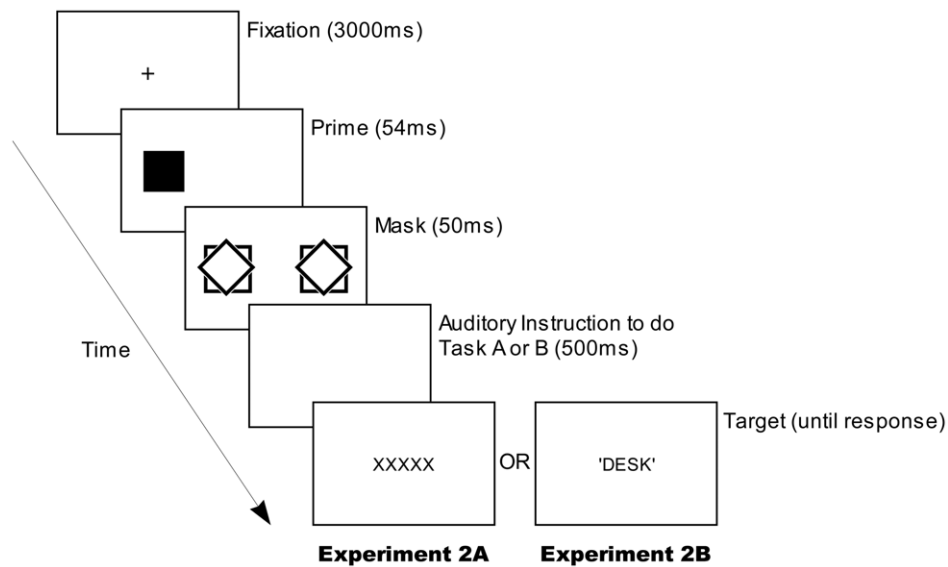 Fixation (3000ms)
+
Prime (54ms)
Mask (50ms)
Auditory Instruction to do
Task A or B (500ms)
Time
Target (until response)
XXXXX
OR
'DESK'
Experiment 2A
Experiment 2B